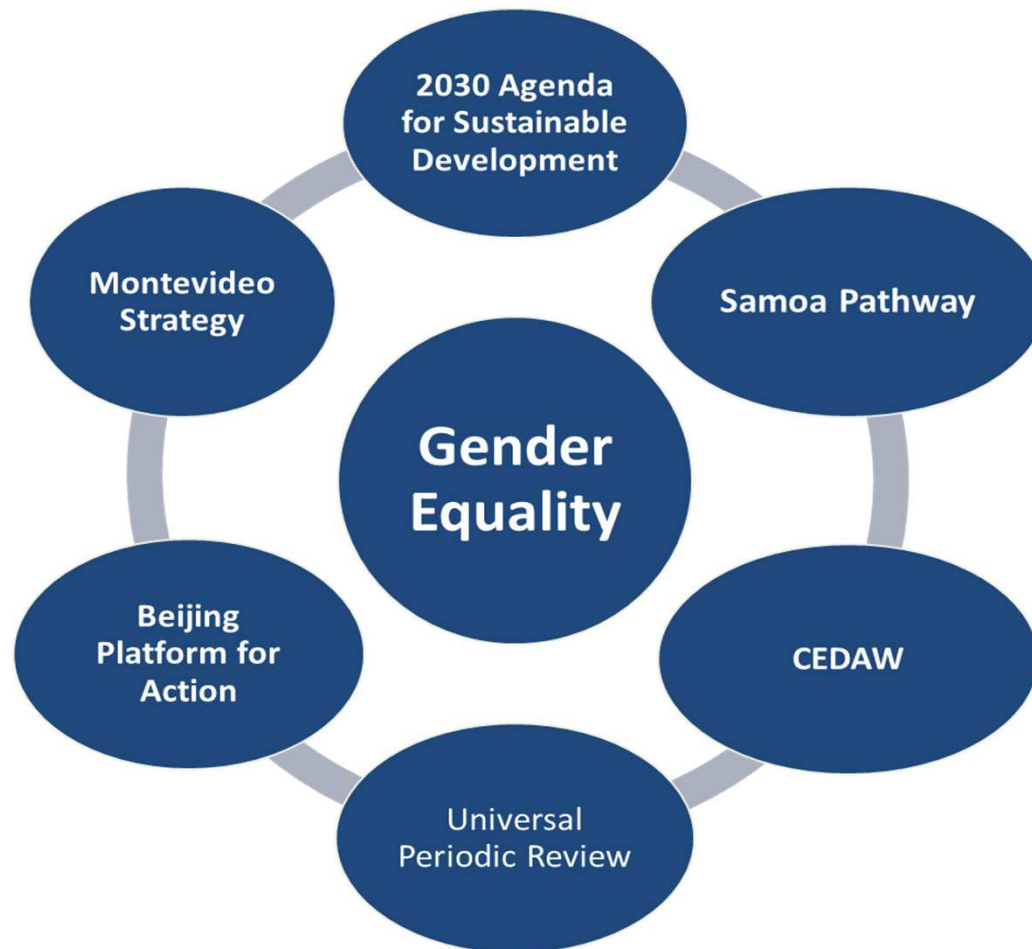 2030 Agenda
for Sustainable
Development
Samoa Pathway
CEDAW
Universal
Periodic Review
Beijing
Platform for
Action
Montevideo
Strategy
Gender
Equality